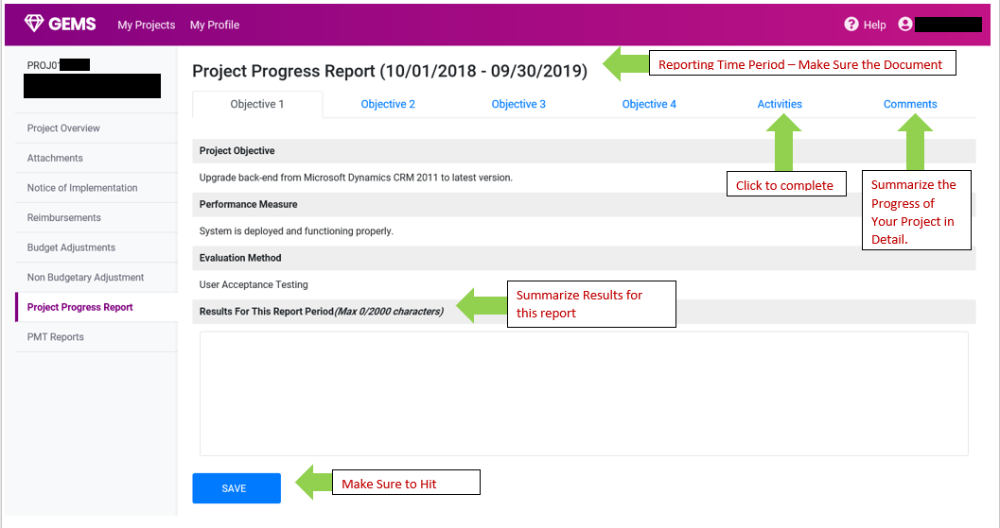 GEMS My Projects My Profile Help
PROJ01
Project Progress Report (10/01/2018 - 09/30/2019)
Reporting Time Period – Make Sure the Document
Objective 1 Objective 2 Objective 3 Objective 4 Activities Comments
Project Overview
Attachments
Notice of Implementation
Reimbursements
Budget Adjustments
Non Budgetary Adjustment
Project Progress Report
PMT Reports
Project Objective
Upgrade back-end from Microsoft Dynamics CRM 2011 to latest version.
Click to complete
Summarize the
Progress of
Your Project in
Detail.
Performance Measure
System is deployed and functioning properly.
Evaluation Method
User Acceptance Testing
Results For This Report Period(Max 0/2000 characters)
Summarize Results for
this report
SAVE
Make Sure to Hit